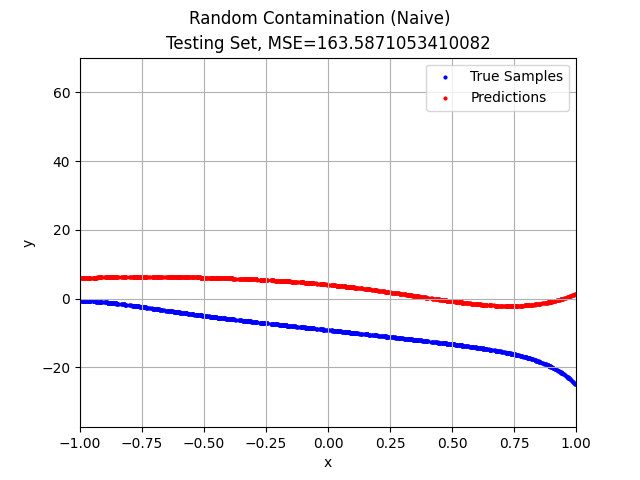 Random Contamination (Naive)
Testing Set, MSE=163.5871053410082
True Samples
Predictions
60
40
20
0
−20
y
−1.00 −0.75 −0.50 −0.25 0.00 0.25 0.50 0.75 1.00
x